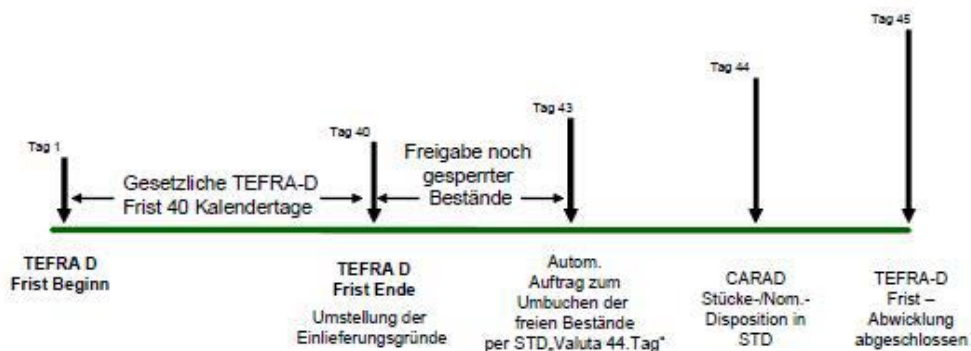 Tag 45
Tag 44
Tag 43
Tag 40
Tag 1
Gesetzliche TEFRA-D
Frist 40 Kalendertage
Freigabe noch
gesperrter
Bestände
TEFRA D
Frist Beginn
TEFRA D
Frist Ende
Umstellung der
Einlieferungsgründe
Autom.
Auftrag zum
Umbuchen der
freien Bestände
per STD„Valuta 44.Tag"
CARAD
Stücke-/Nom.-
Disposition in
STD
TEFRA-D
Frist –
Abwicklung
abgeschlossen